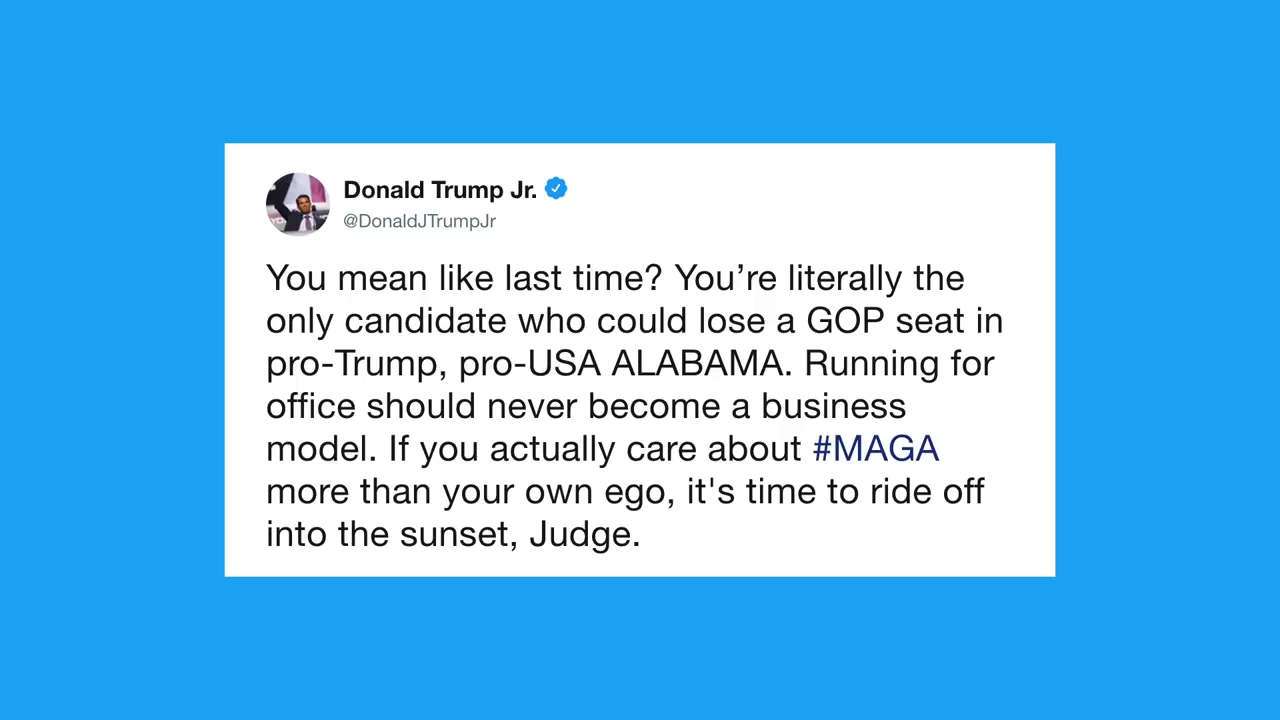 Donald Trump Jr.
@DonaldJTrumpJr
You mean like last time? You’re literally the
only candidate who could lose a GOP seat in
pro-Trump, pro-USA ALABAMA. Running for
office should never become a business
model. If you actually care about #MAGA
more than your own ego, it's time to ride off
into the sunset, Judge.